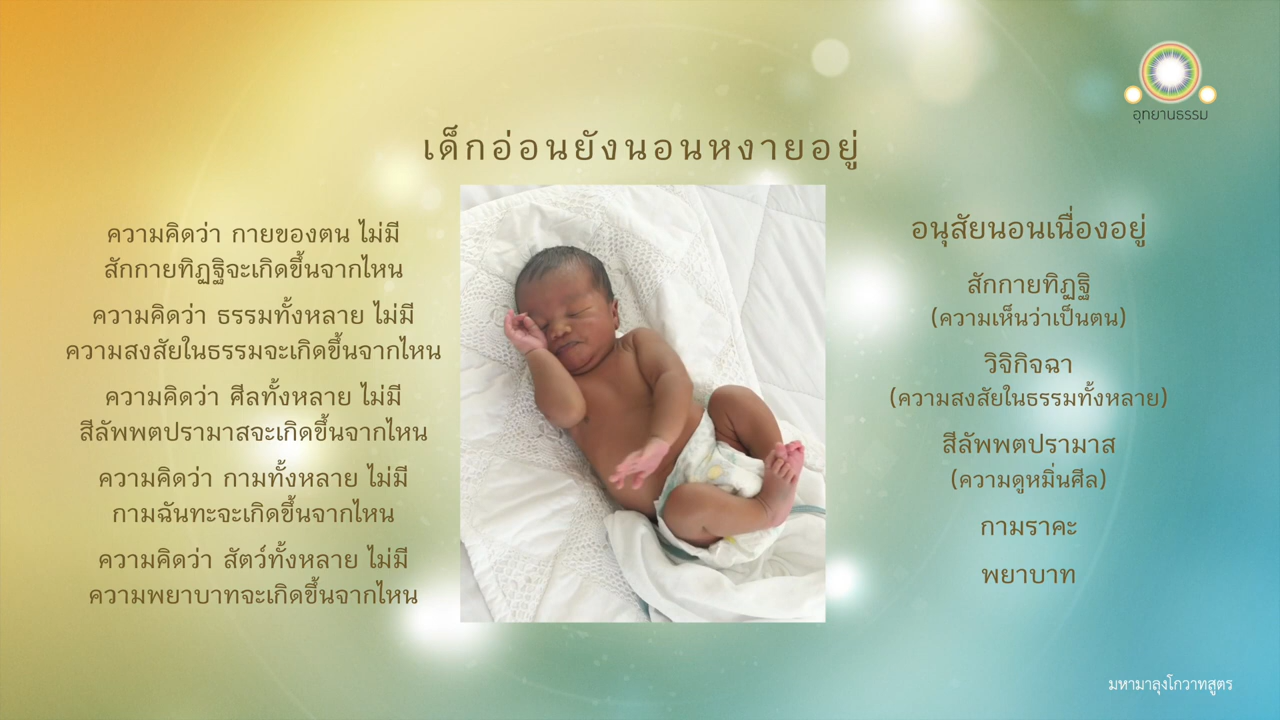 อุทยานธรรม
เด็กอ่อนยังนอนหงายอยู่
ความคิดว่า กายของตน ไม่มี
สักกายทิฏฐิจะเกิดขึ้นจากไหน
ความคิดว่า ธรรมทั้งหลาย ไม่มี
ความสงสัยในธรรมจะเกิดขึ้นจากไหน
ความคิดว่า ศีลทั้งหลาย ไม่มี
สีลัพพตปรามาสจะเกิดขึ้นจากไหน
ความคิดว่า กามทั้งหลาย ไม่มี
กามฉันทะจะเกิดขึ้นจากไหน
ความคิดว่า สัตว์ทั้งหลาย ไม่มี
ความพยาบาทจะเกิดขึ้นจากไหน
อนุสัยนอนเนื่องอยู่
สักกายทิฏฐิ
(ความเห็นว่าเป็นตน)
วิจิกิจฉา
(ความสงสัยในธรรมทั้งหลาย)
สีลัพพตปรามาส
(ความดูหมิ่นศีล)
กามราคะ
พยาบาท
มหามาลุงโกวาทสูตร